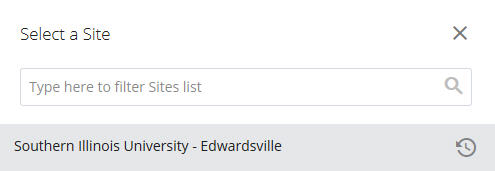 Select a Site
Type here to filter Sites list
Southern Illinois University - Edwardsville